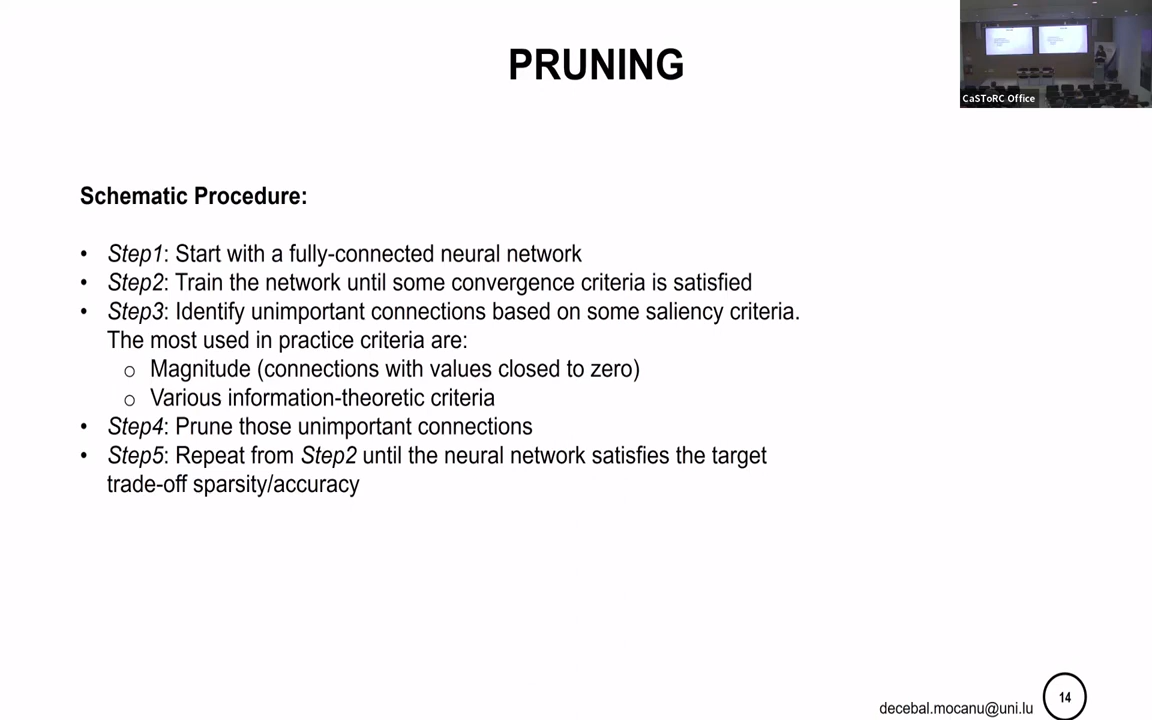 PRUNING
CaSToRC Office
Schematic Procedure:
• Step1: Start with a fully-connected neural network
• Step2: Train the network until some convergence criteria is satisfied
• Step3: Identify unimportant connections based on some saliency criteria.
The most used in practice criteria are:
o Magnitude (connections with values closed to zero)
o Various information-theoretic criteria
• Step4: Prune those unimportant connections
• Step5: Repeat from Step2 until the neural network satisfies the target
trade-off sparsity/accuracy
decebal.mocanu@uni.lu
14